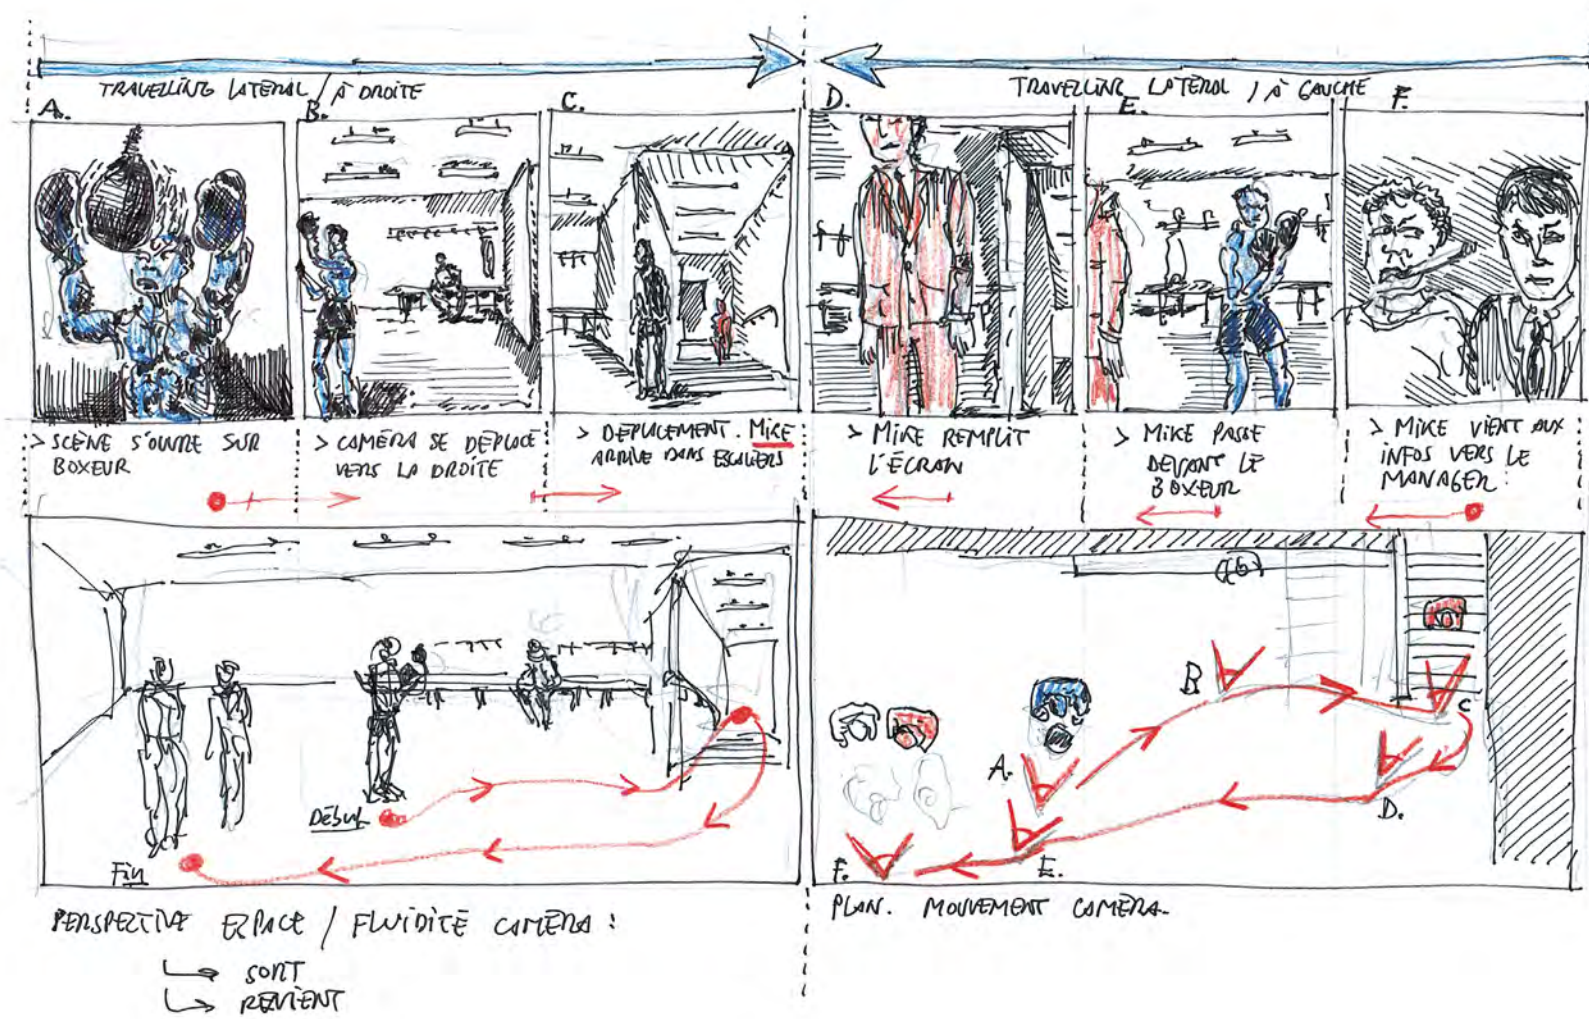 TRAVELLING LATÉRAL / À DROITE
TRAVELLING LATÉRAL / À GAUCHE
A.
B.
C.
D.
E.
F.
> SCÈNE S'OUVRE SUR
BOXEUR
> CAMÉRA SE DÉPLACE
VERS LA DROITE
> DÉPLACEMENT. MIKE
ARRIVE DANS ESCALIERS
> MIKE REMPLIT
L'ÉCRAN
> MIKE PASSE
DEVANT LE
BOXEUR
> MIKE VIENT AUX
INFOS VERS LE
MANAGER.
DÉBUT
FIN
B
C
A.
D.
F.
E.
PERSPECTIVE ESPACE / FLUIDITÉ CAMÉRA :
SORT
REVIENT
PLAN. MOUVEMENT CAMÉRA.